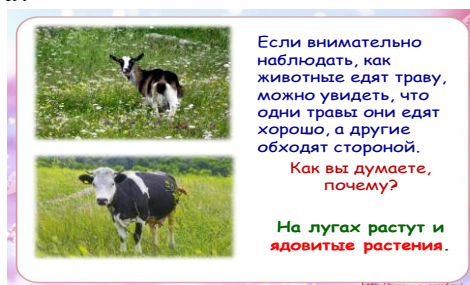 Если внимательно
наблюдать, как
животные едят траву,
можно увидеть, что
одни травы они едят
хорошо, а другие
обходят стороной.
Как вы думаете,
почему?
На лугах растут и
ядовитые растения.